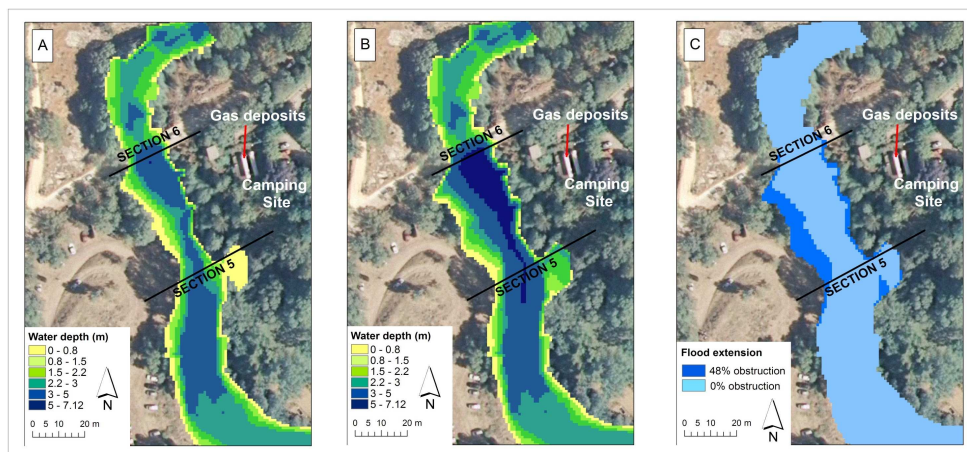 A
Gas deposits
SECTION 6
Camping
Site
SECTION 5
Water depth (m)
0 - 0.8
0.8 - 1.5
1.5 - 2.2
2.2 - 3
3 - 5
5 - 7.12
0 5 10 20 m
N
B
Gas deposits
SECTION 6
Camping
Site
SECTION 5
Water depth (m)
0 - 0.8
0.8 - 1.5
1.5 - 2.2
2.2 - 3
3 - 5
5 - 7.12
0 5 10 20 m
N
C
Gas deposits
SECTION 6
Camping
Site
SECTION 5
Flood extension
48% obstruction
0% obstruction
0 5 10 20 m
N